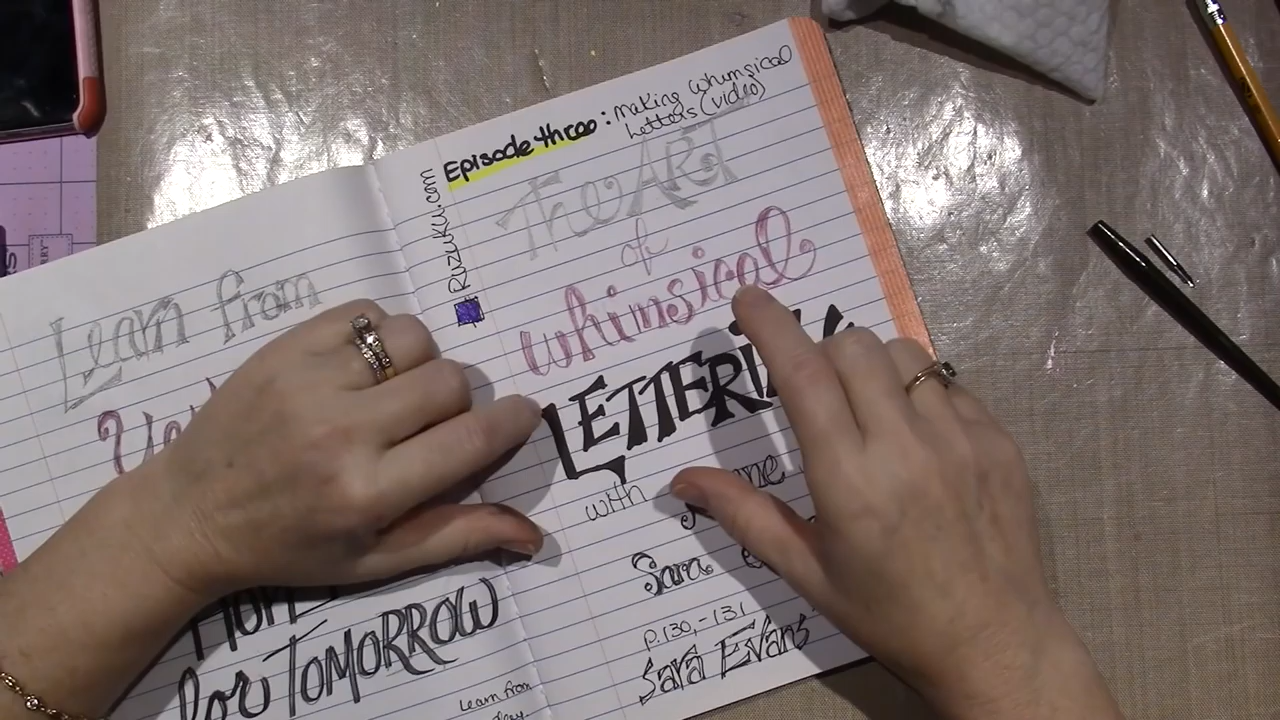 Learn from
for TOMORROW
Learn from
Ruzuku.com
Episode three: Making whimsical
Letters (video)
The ART
of
whimsical
with
Sara
p.130,-131
Sara Evans